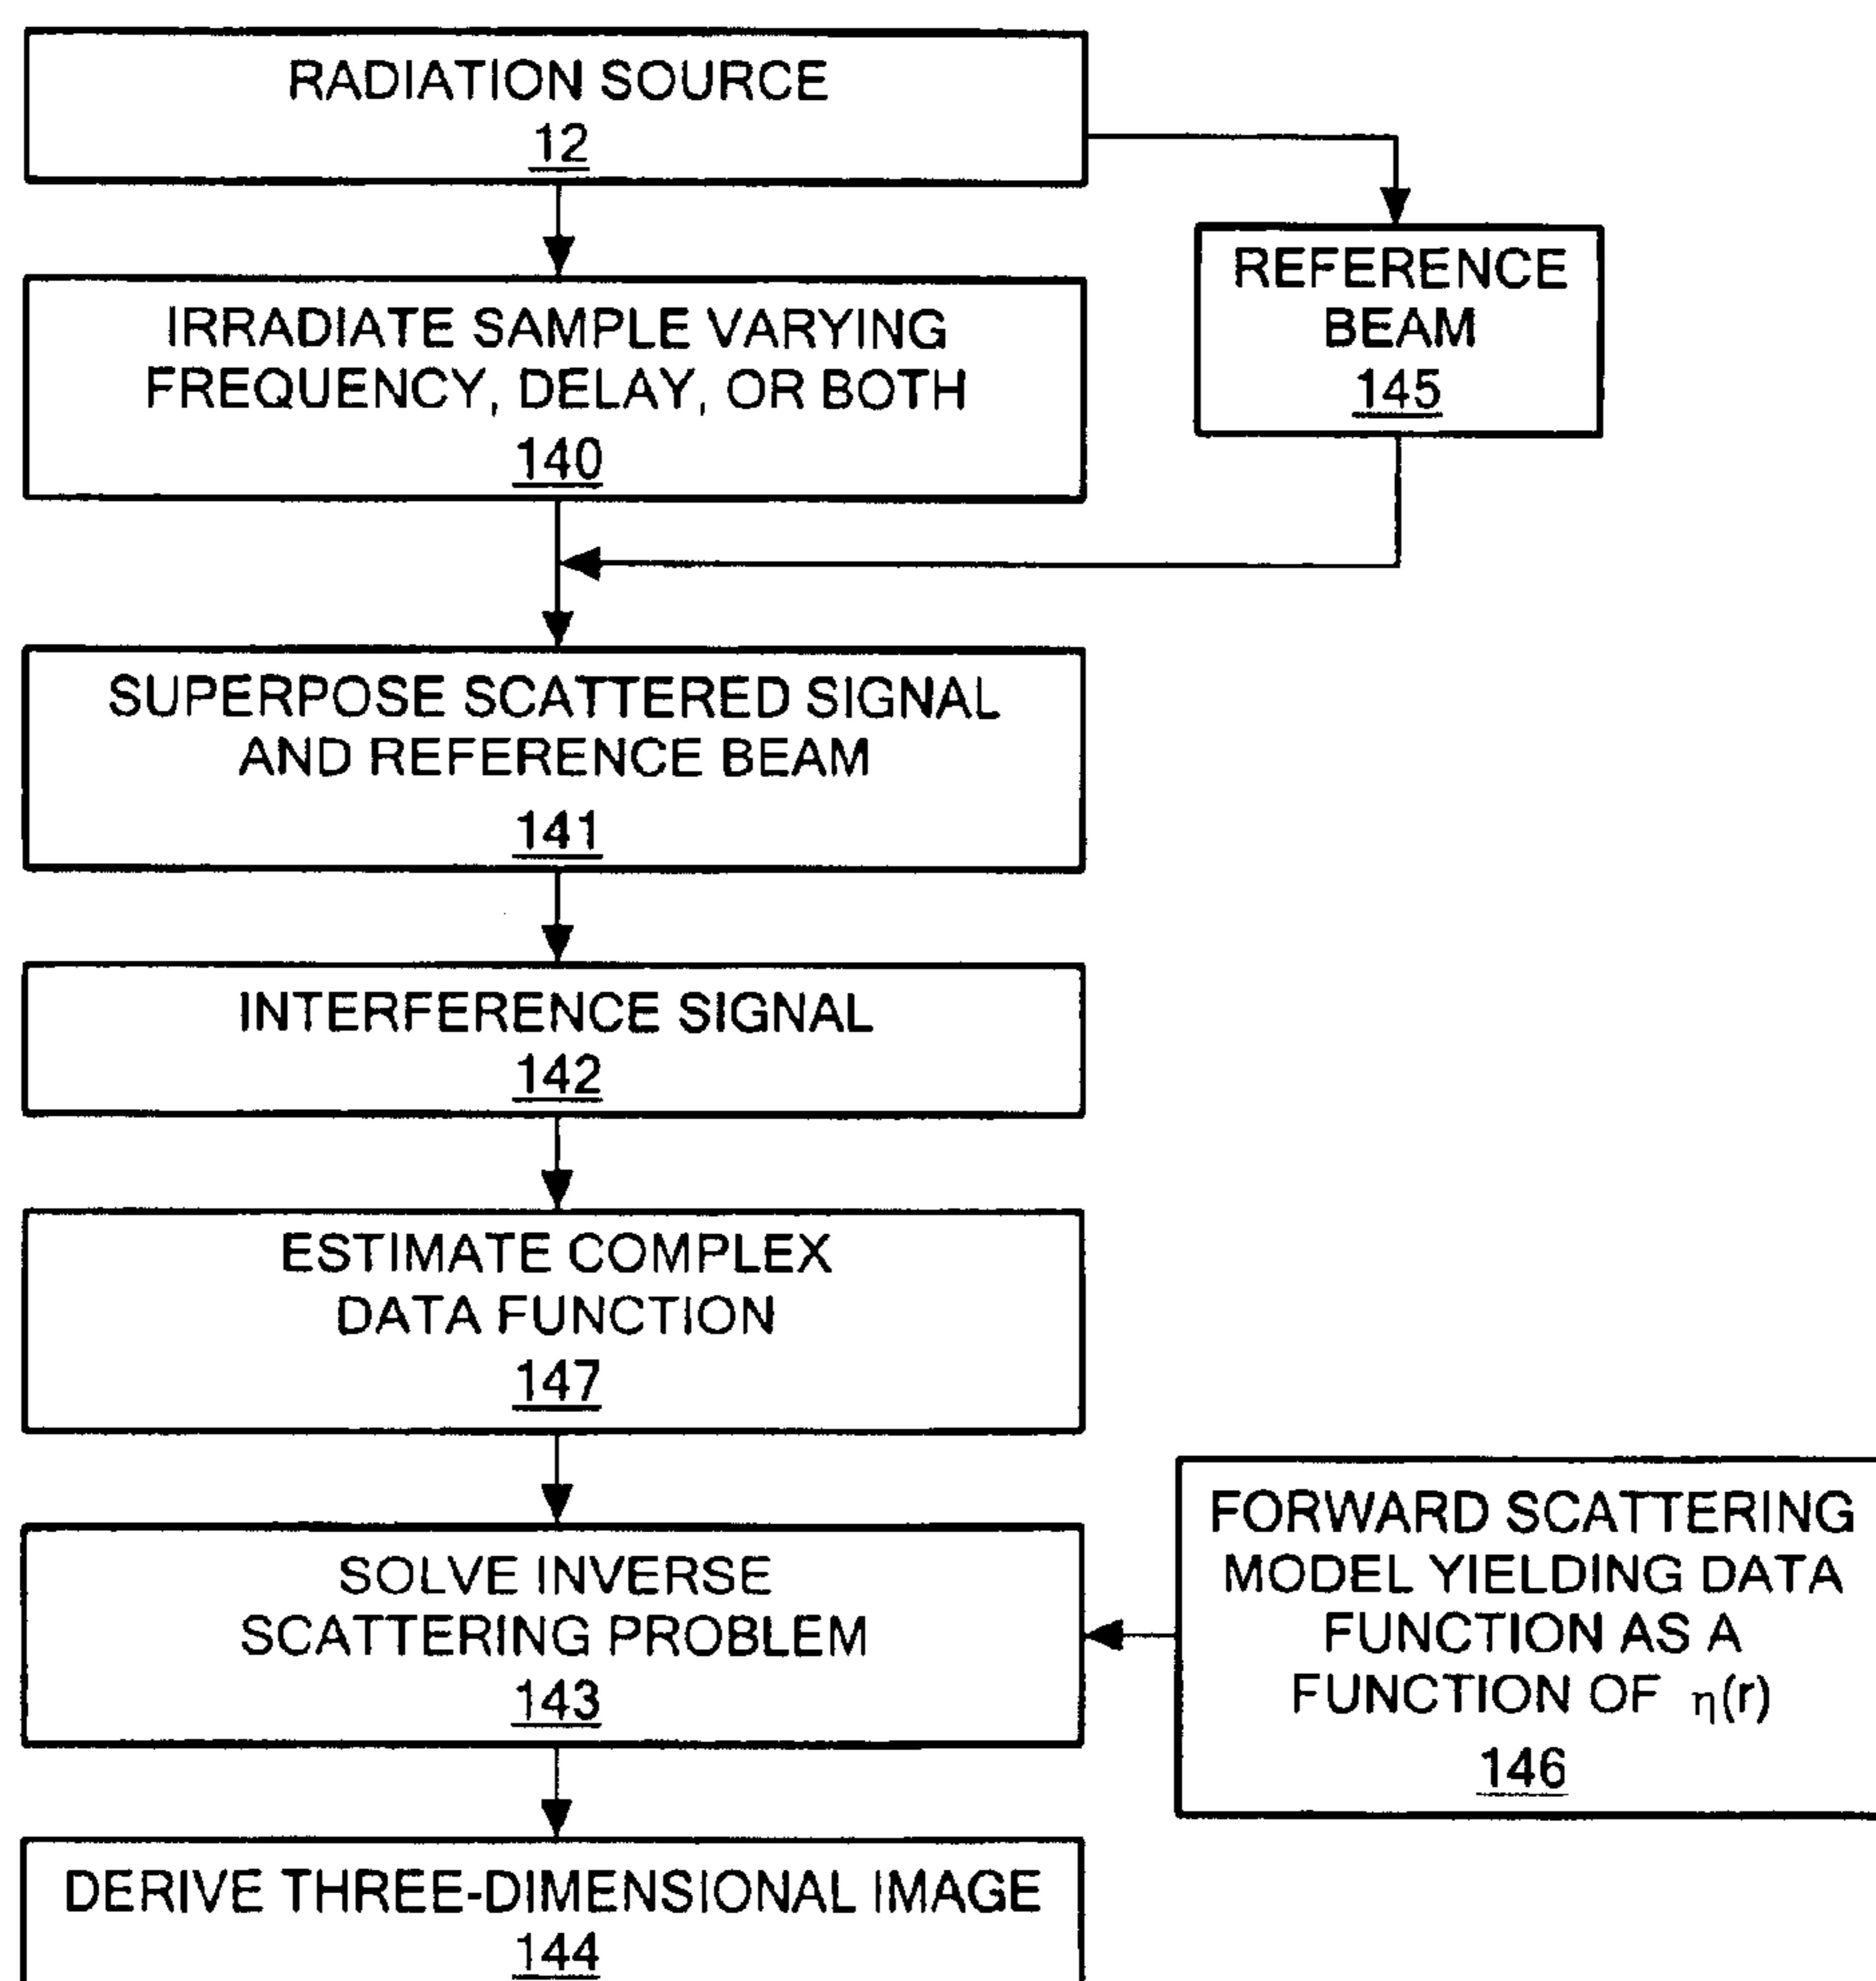 RADIATION SOURCE
12
IRRADIATE SAMPLE VARYING
FREQUENCY, DELAY, OR BOTH
140
REFERENCE
BEAM
145
SUPERPOSE SCATTERED SIGNAL
AND REFERENCE BEAM
141
INTERFERENCE SIGNAL
142
ESTIMATE COMPLEX
DATA FUNCTION
147
SOLVE INVERSE
SCATTERING PROBLEM
143
FORWARD SCATTERING
MODEL YIELDING DATA
FUNCTION AS A
FUNCTION OF η(r)
146
DERIVE THREE-DIMENSIONAL IMAGE
144